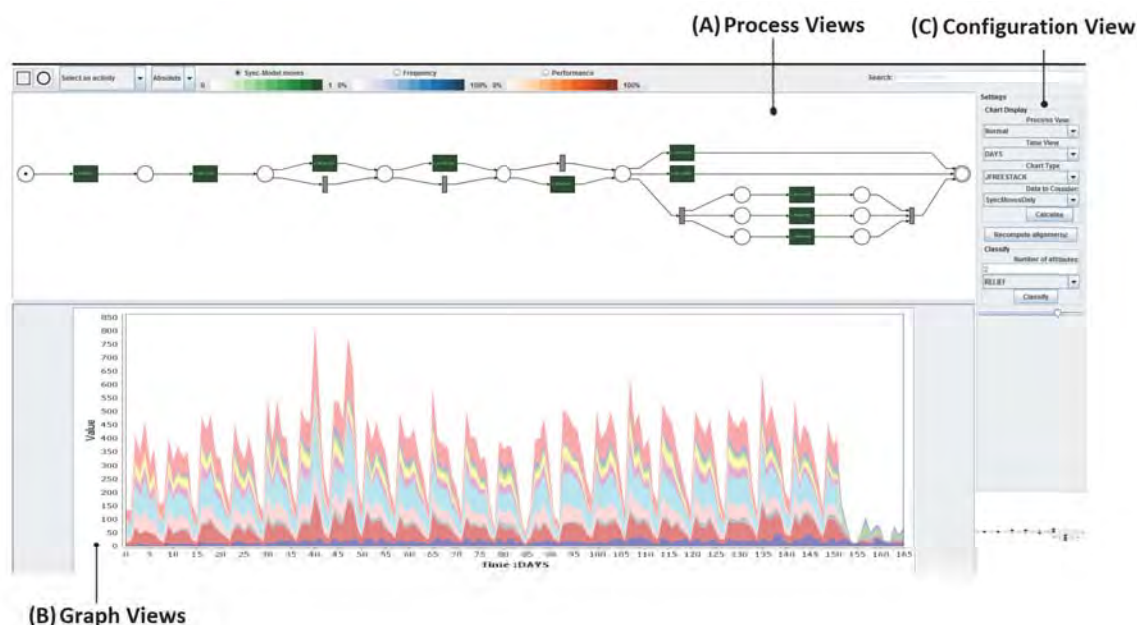 (A) Process Views
(C) Configuration View
Select an activity
Absolute
Sync-Model moves
0
1
Frequency
0%
100%
Performance
0%
100%
Search:
Settings
Chart Display
Process View:
Normal
Time View
DAYS
Chart Type
JFREESTACK
Data to Consider
SyncMovesOnly
Calculate
Recompute alignments!
Classify
Number of attributes:
2
RELIEF
Classify
850
800
750
700
650
600
550
500
450
400
350
300
250
200
150
100
50
0
Value
0 5 10 15 20 25 30 35 40 45 50 55 60 65 70 75 80 85 90 95 100 105 110 115 120 125 130 135 140 145 150 155 160 165
Time :DAYS
(B) Graph Views